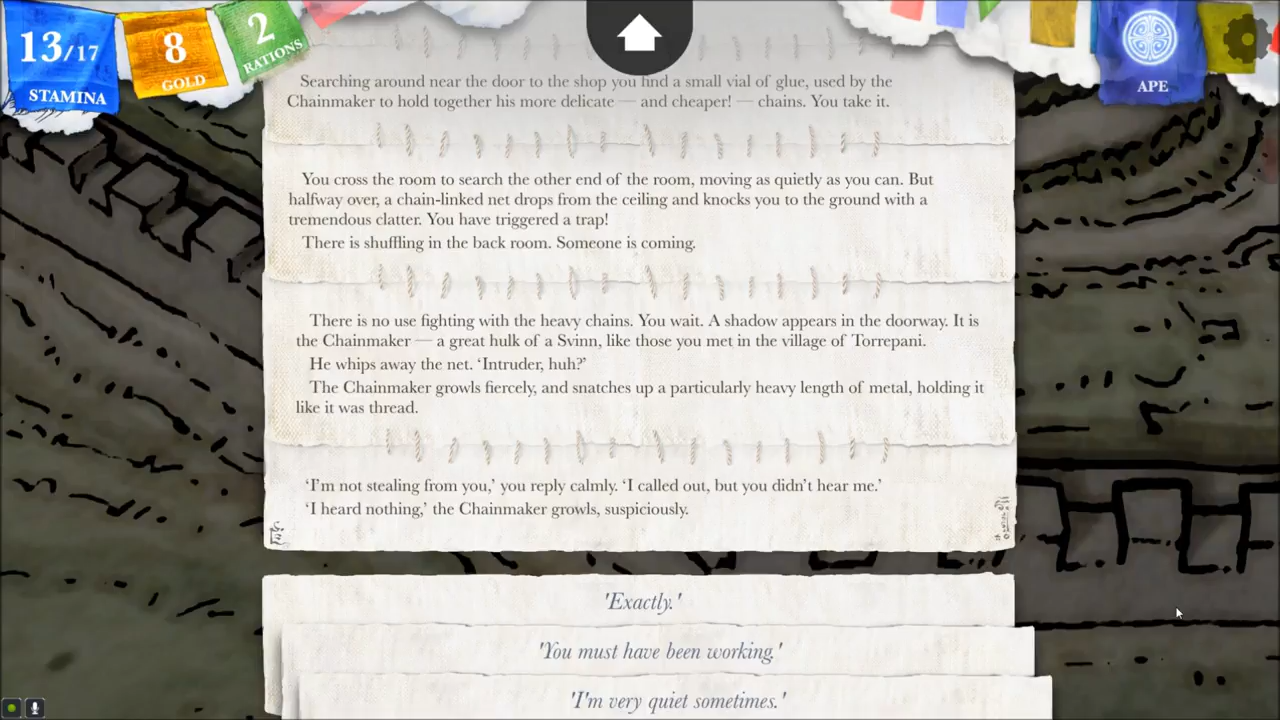 13/17
STAMINA
8
GOLD
2
RATIONS
APE
Searching around near the door to the shop you find a small vial of glue, used by the
Chainmaker to hold together his more delicate — and cheaper! — chains. You take it.
You cross the room to search the other end of the room, moving as quietly as you can. But
halfway over, a chain-linked net drops from the ceiling and knocks you to the ground with a
tremendous clatter. You have triggered a trap!
There is shuffling in the back room. Someone is coming.
There is no use fighting with the heavy chains. You wait. A shadow appears in the doorway. It is
the Chainmaker — a great hulk of a Svinn, like those you met in the village of Torrepani.
He whips away the net. ‘Intruder, huh?’
The Chainmaker growls fiercely, and snatches up a particularly heavy length of metal, holding it
like it was thread.
‘I’m not stealing from you,’ you reply calmly. ‘I called out, but you didn’t hear me.’
‘I heard nothing,’ the Chainmaker growls, suspiciously.
'Exactly.'
'You must have been working.'
'I'm very quiet sometimes.'